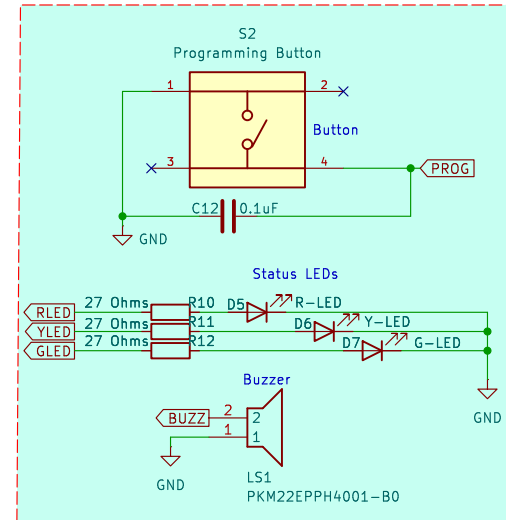 S2
Programming Button
1
2
Button
3
4
PROG
C12
0.1uF
GND
Status LEDs
RLED
27 Ohms
R10
D5
R-LED
YLED
27 Ohms
R11
D6
Y-LED
GLED
27 Ohms
R12
D7
G-LED
GND
Buzzer
BUZZ
2
2
1
1
GND
LS1
PKM22EPPH4001-B0